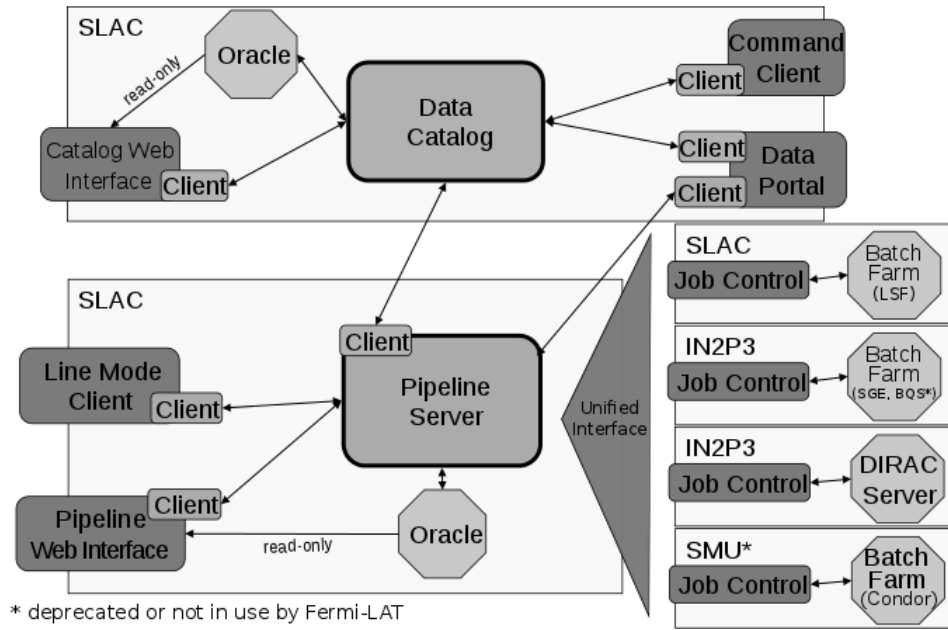 SLAC
Oracle
read-only
Catalog Web
Interface
Client
Data
Catalog
Command
Client
Client
Client
Client
Data
Portal
SLAC
Line Mode
Client
Client
Client
Pipeline
Server
Client
Pipeline
Web Interface
read-only
Oracle
Unified
Interface
SLAC
Job Control
Batch
Farm
(LSF)
IN2P3
Job Control
Batch
Farm
(SGE, BQS*)
IN2P3
Job Control
DIRAC
Server
SMU*
Job Control
Batch
Farm
(Condor)
* deprecated or not in use by Fermi-LAT